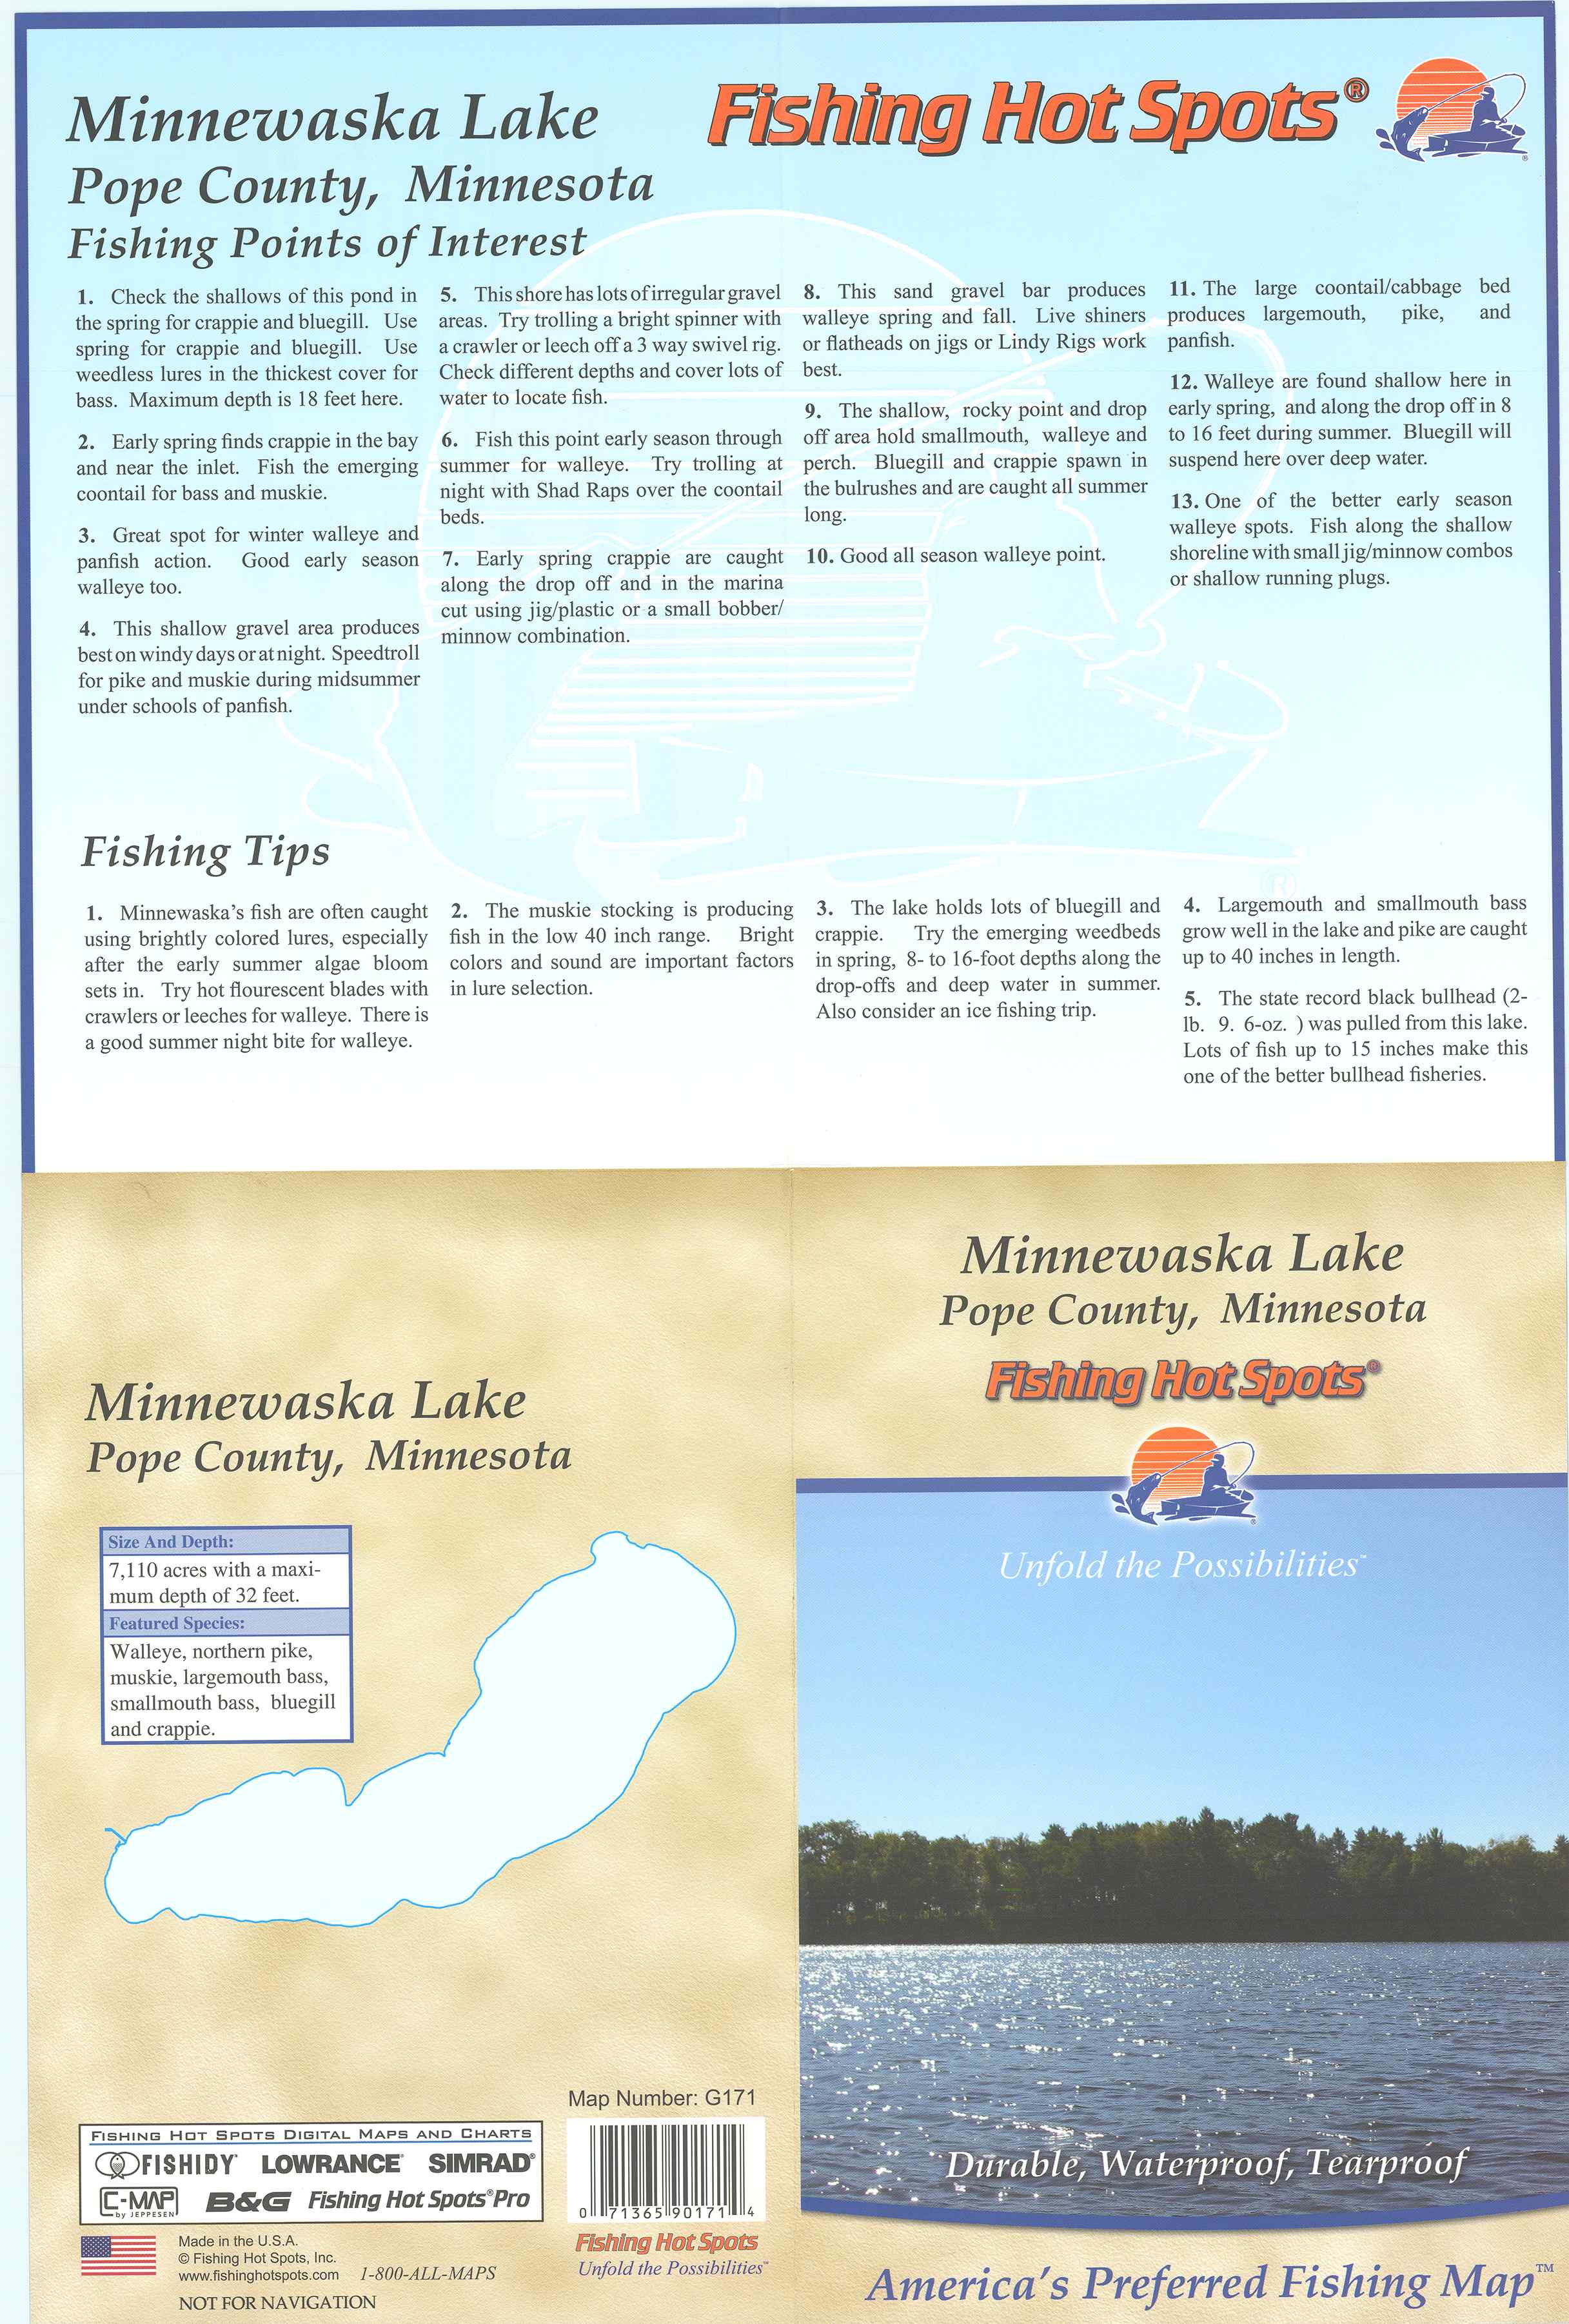 Minnewaska Lake
Pope County, Minnesota
Fishing Points of Interest
Fishing Hot Spots®
1. Check the shallows of this pond in
the spring for crappie and bluegill. Use
spring for crappie and bluegill. Use
weedless lures in the thickest cover for
bass. Maximum depth is 18 feet here.
2. Early spring finds crappie in the bay
and near the inlet. Fish the emerging
coontail for bass and muskie.
3. Great spot for winter walleye and
panfish action. Good early season
walleye too.
4. This shallow gravel area produces
best on windy days or at night. Speedtroll
for pike and muskie during midsummer
under schools of panfish.
5. This shore has lots of irregular gravel
areas. Try trolling a bright spinner with
a crawler or leech off a 3 way swivel rig.
Check different depths and cover lots of
water to locate fish.
6. Fish this point early season through
summer for walleye. Try trolling at
night with Shad Raps over the coontail
beds.
7. Early spring crappie are caught
along the drop off and in the marina
cut using jig/plastic or a small bobber/
minnow combination.
8. This sand gravel bar produces
walleye spring and fall. Live shiners
or flatheads on jigs or Lindy Rigs work
best.
9. The shallow, rocky point and drop
off area hold smallmouth, walleye and
perch. Bluegill and crappie spawn in
the bulrushes and are caught all summer
long.
10. Good all season walleye point.
11. The large coontail/cabbage bed
produces largemouth, pike, and
panfish.
12. Walleye are found shallow here in
early spring, and along the drop off in 8
to 16 feet during summer. Bluegill will
suspend here over deep water.
13. One of the better early season
walleye spots. Fish along the shallow
shoreline with small jig/minnow combos
or shallow running plugs.
Fishing Tips
1. Minnewaska's fish are often caught
using brightly colored lures, especially
after the early summer algae bloom
sets in. Try hot flourescent blades with
crawlers or leeches for walleye. There is
a good summer night bite for walleye.
2. The muskie stocking is producing
fish in the low 40 inch range. Bright
colors and sound are important factors
in lure selection.
3. The lake holds lots of bluegill and
crappie. Try the emerging weedbeds
in spring, 8- to 16-foot depths along the
drop-offs and deep water in summer.
Also consider an ice fishing trip.
4. Largemouth and smallmouth bass
grow well in the lake and pike are caught
up to 40 inches in length.
5. The state record black bullhead (2-
lb. 9. 6-oz. ) was pulled from this lake.
Lots of fish up to 15 inches make this
one of the better bullhead fisheries.
Minnewaska Lake
Pope County, Minnesota
Size And Depth:
7,110 acres with a maxi-
mum depth of 32 feet.
Featured Species:
Walleye, northern pike,
muskie, largemouth bass,
smallmouth bass, bluegill
and crappie.
Map Number: G171
FISHING HOT SPOTS DIGITAL MAPS AND CHARTS
FISHIDY LOWRANCE SIMRAD
C-MAP by JEPPESEN B&G Fishing Hot Spots® Pro
0 71365 90171 4
Fishing Hot Spots
Unfold the Possibilities™
Made in the U.S.A.
© Fishing Hot Spots, Inc.
www.fishinghotspots.com 1-800-ALL-MAPS
NOT FOR NAVIGATION
Minnewaska Lake
Pope County, Minnesota
Fishing Hot Spots®
Unfold the Possibilities™
Durable, Waterproof, Tearproof
America's Preferred Fishing Map™